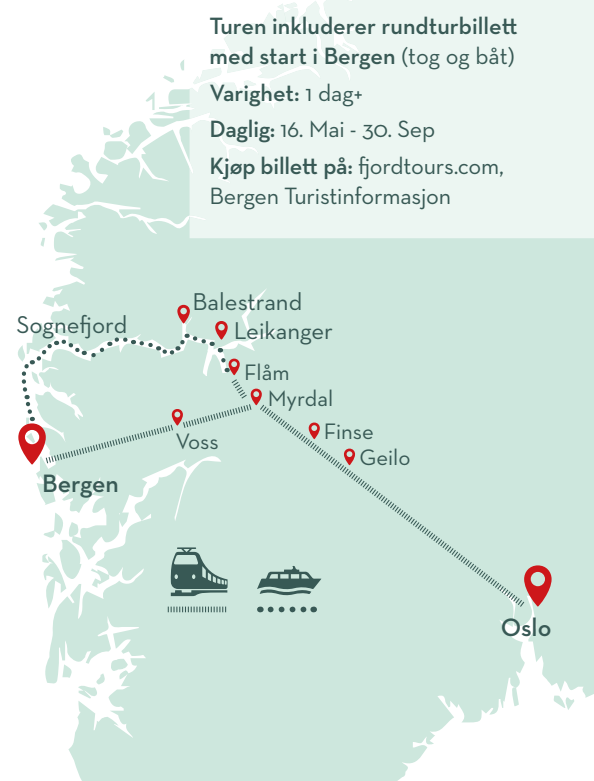 Turen inkluderer rundturbillett
med start i Bergen (tog og båt)
Varighet: 1 dag+
Daglig: 16. Mai - 30. Sep
Kjøp billett på: fjordtours.com,
Bergen Turistinformasjon
Balestrand
Sognefjord
Leikanger
Flåm
Myrdal
Finse
Voss
Geilo
Bergen
Oslo